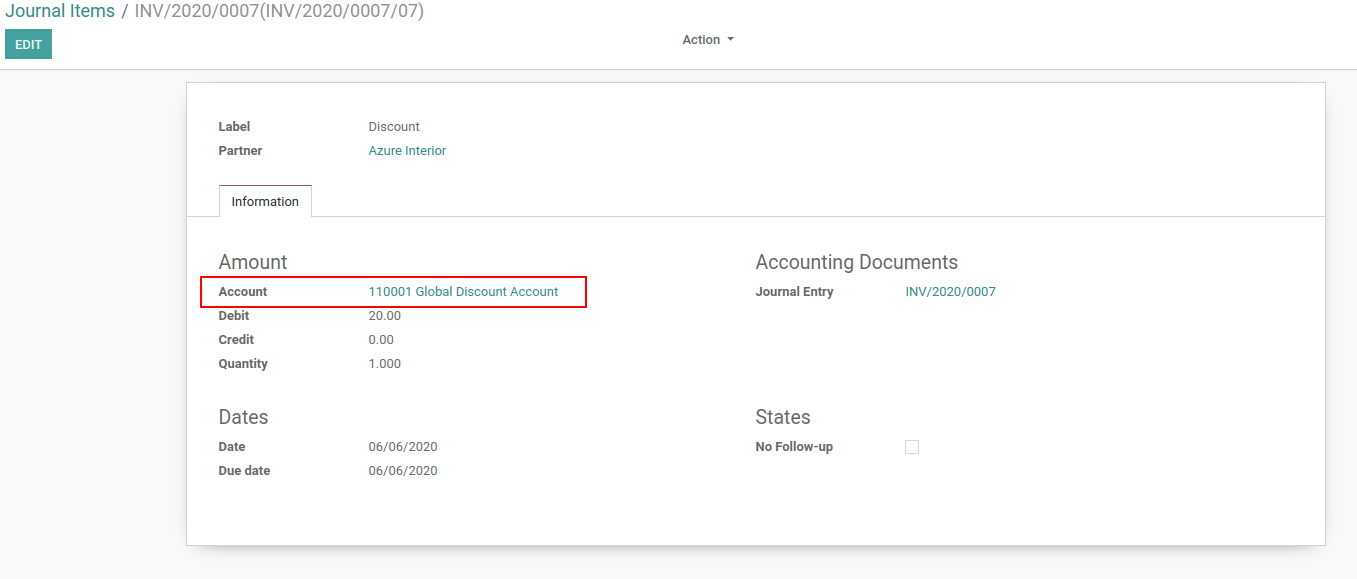 Journal Items / INV/2020/0007(INV/2020/0007/07)
EDIT
Action
Label Discount
Partner Azure Interior
Information
Amount
Account 110001 Global Discount Account
Debit 20.00
Credit 0.00
Quantity 1.000
Accounting Documents
Journal Entry INV/2020/0007
Dates
Date 06/06/2020
Due date 06/06/2020
States
No Follow-up